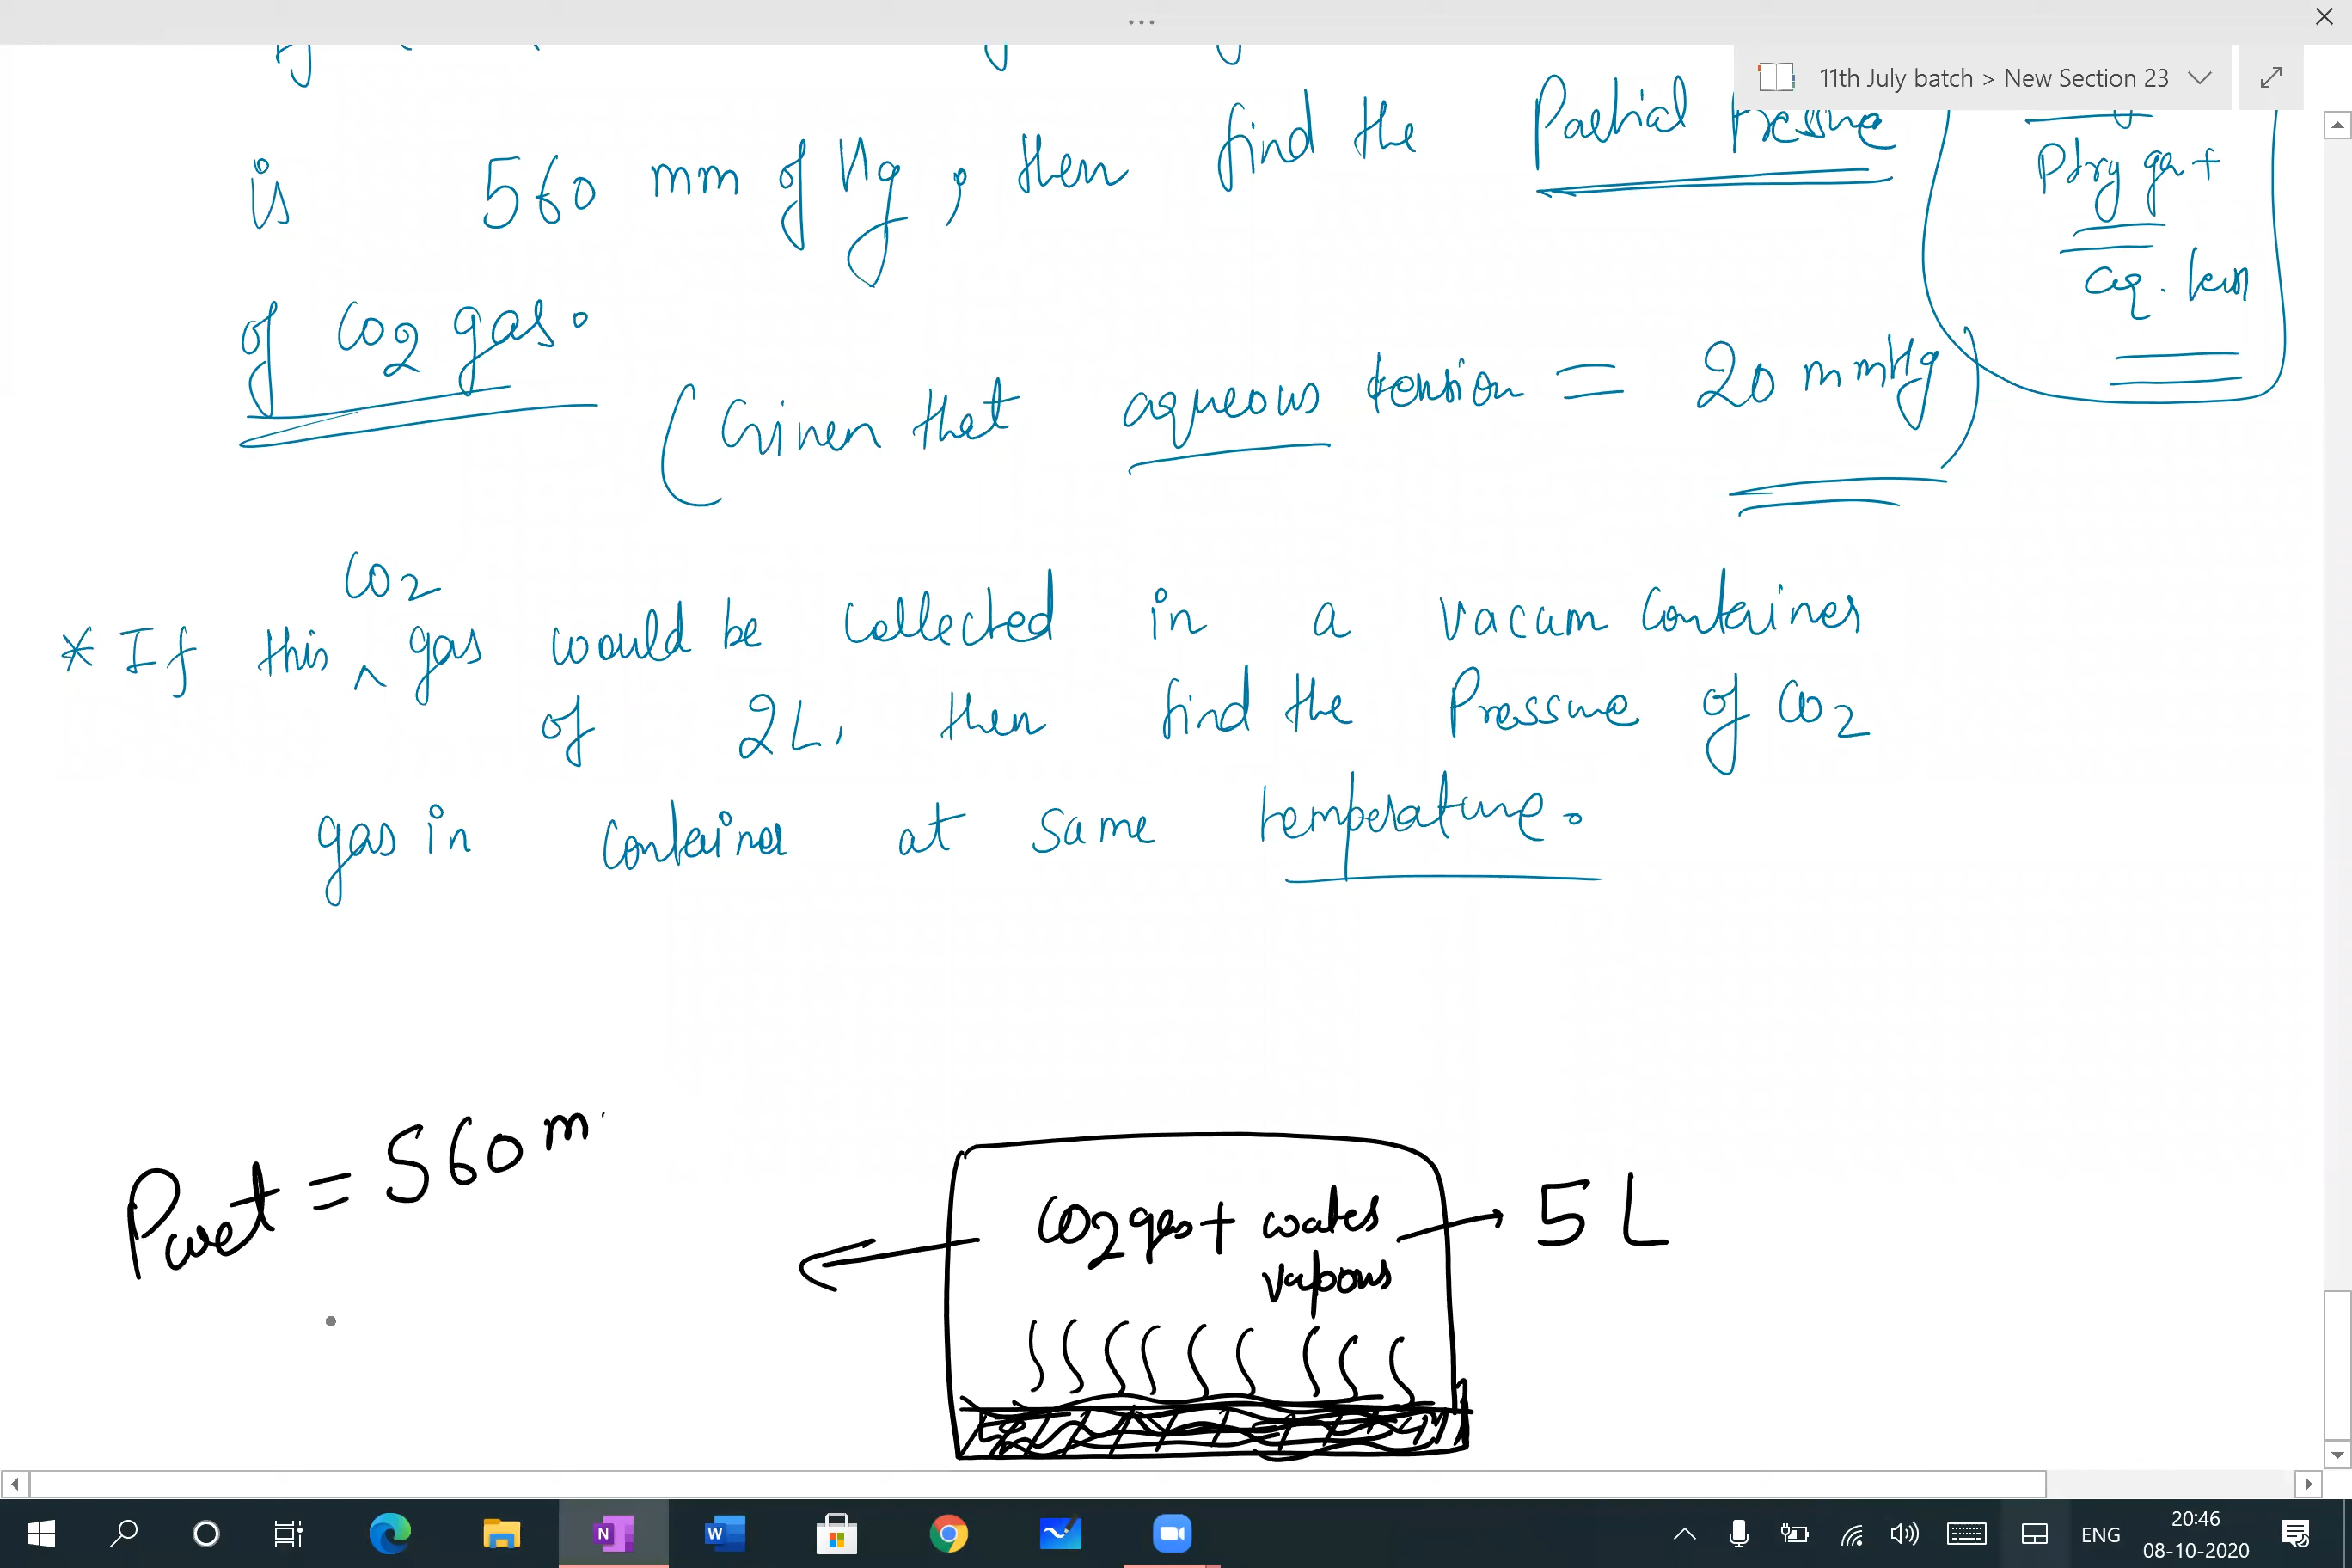 11th July batch > New Section 23
is 560 mm of Hg, then find the Partial Pressure
of CO2 gas.
(Given that aqueous tension = 20 mmHg)
Pdry gas +
aq. ten
CO2
* If this ^ gas would be collected in a vacum container
of 2L, then find the Pressure of CO2
gas in container at same temperature.
Pwet = 560 m
CO2 gas + water
vapours
5 L
ENG
20:46
08-10-2020